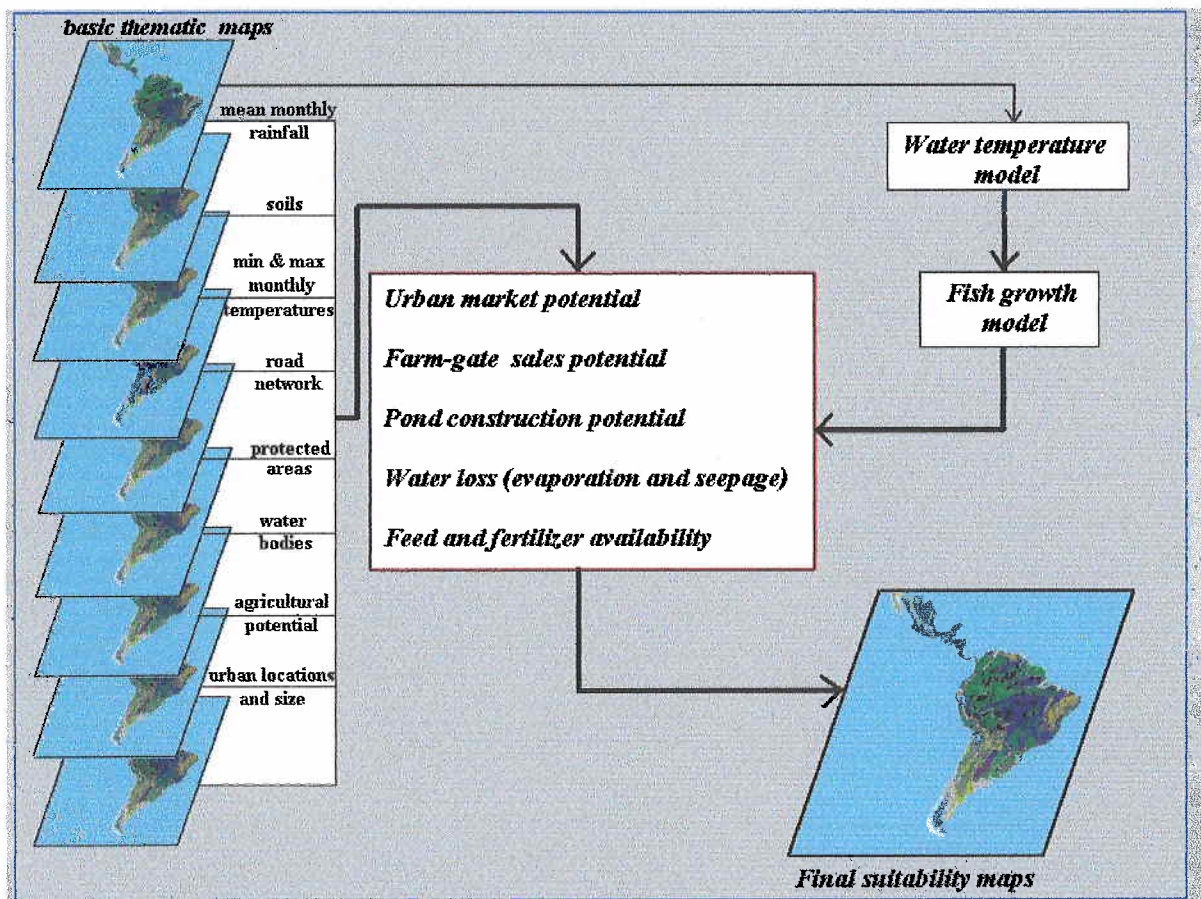 basic thematic maps
mean monthly
rainfall
soils
min & max
monthly
temperatures
road
network
protected
areas
water
bodies
agricultural
potential
urban locations
and size
Urban market potential
Farm-gate sales potential
Pond construction potential
Water loss (evaporation and seepage)
Feed and fertilizer availability
Water temperature
model
Fish growth
model
Final suitability maps